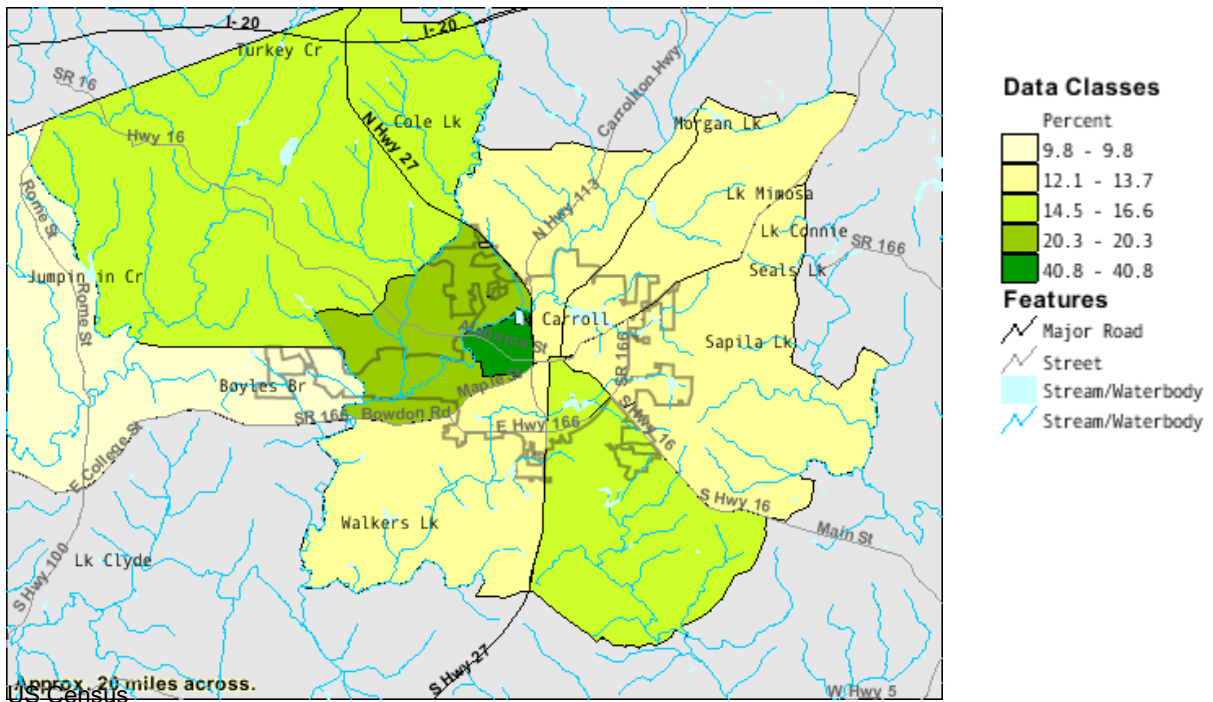 I- 20
I- 20
Turkey Cr
SR 16
Carrollton Hwy
Cole Lk
Morgan Lk
Hwy 16
N Hwy 27
Rome St
Lk Mimosa
N Hwy 113
Lk Connie
SR 166
Seals Lk
Jumpin in Cr
Rome St
Carroll
Alabama St
Sapila Lk
SR 166
Maple St
Boyles Br
SR 166
Bowdon Rd
E Hwy 166
S Hwy 16
E College St
S Hwy 16
Walkers Lk
Main St
Lk Clyde
S Hwy 100
S Hwy 27
W Hwy 5
Approx. 20 miles across.
US Census
Data Classes
Percent
9.8 - 9.8
12.1 - 13.7
14.5 - 16.6
20.3 - 20.3
40.8 - 40.8
Features
Major Road
Street
Stream/Waterbody
Stream/Waterbody